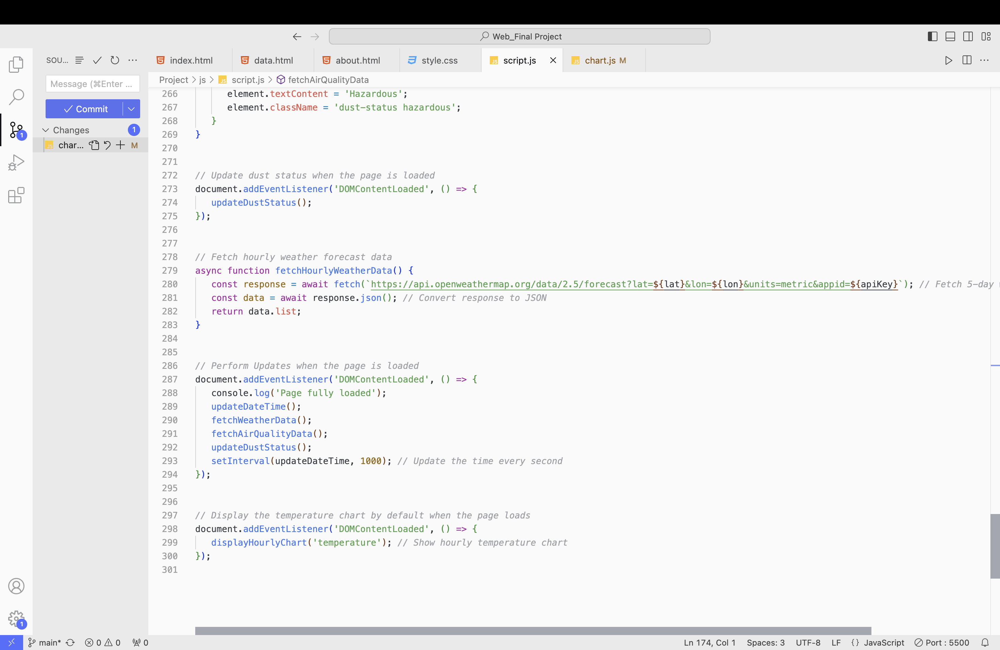 Web_Final Project
SOU...
index.html
data.html
about.html
style.css
script.js
chart.js M
Message (⌘Enter ...
Project > js > JS script.js > fetchAirQualityData
Commit
Changes 1
JS char... M
1
1
266 element.textContent = 'Hazardous';
267 element.className = 'dust-status hazardous';
268 }
269 }
270
271
272 // Update dust status when the page is loaded
273 document.addEventListener('DOMContentLoaded', () => {
274 updateDustStatus();
275 });
276
277
278 // Fetch hourly weather forecast data
279 async function fetchHourlyWeatherData() {
280 const response = await fetch(`https://api.openweathermap.org/data/2.5/forecast?lat=${lat}&lon=${lon}&units=metric&appid=${apiKey}`); // Fetch 5-day
281 const data = await response.json(); // Convert response to JSON
282 return data.list;
283 }
284
285
286 // Perform Updates when the page is loaded
287 document.addEventListener('DOMContentLoaded', () => {
288 console.log('Page fully loaded');
289 updateDateTime();
290 fetchWeatherData();
291 fetchAirQualityData();
292 updateDustStatus();
293 setInterval(updateDateTime, 1000); // Update the time every second
294 });
295
296
297 // Display the temperature chart by default when the page loads
298 document.addEventListener('DOMContentLoaded', () => {
299 displayHourlyChart('temperature'); // Show hourly temperature chart
300 });
301
main* 0 0 0 Ln 174, Col 1 Spaces: 3 UTF-8 LF {} JavaScript Port : 5500